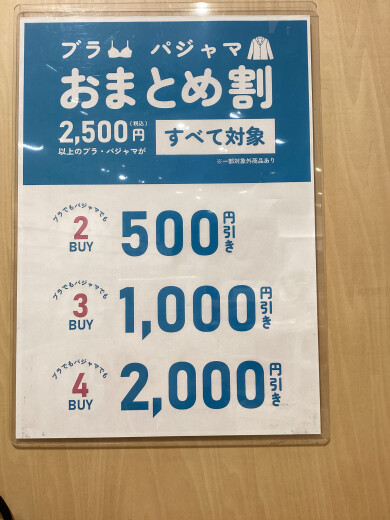 ブラ パジャマ
おまとめ割
2,500円(税込)
以上のブラ・パジャマが
すべて対象
※一部対象外商品あり
ブラでもパジャマでも
2
BUY
500円引き
ブラでもパジャマでも
3
BUY
1,000円引き
ブラでもパジャマでも
4
BUY
2,000円引き